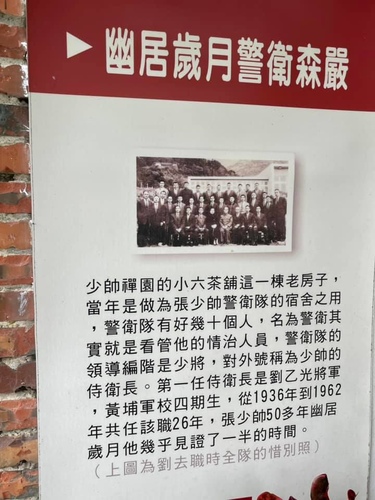 ▶幽居歲月警衛森嚴
少帥禪園的小六茶舖這一棟老房子，
當年是做為張少帥警衛隊的宿舍之用
，警衛隊有好幾十個人，名為警衛其
實就是看管他的情治人員，警衛隊的
領導編階是少將，對外號稱為少帥的
侍衛長。第一任侍衛長是劉乙光將軍
，黃埔軍校四期生，從1936年到1962
年共任該職26年，張少帥50多年幽居
歲月他幾乎見證了一半的時間。
（上圖為劉去職時全隊的惜別照）